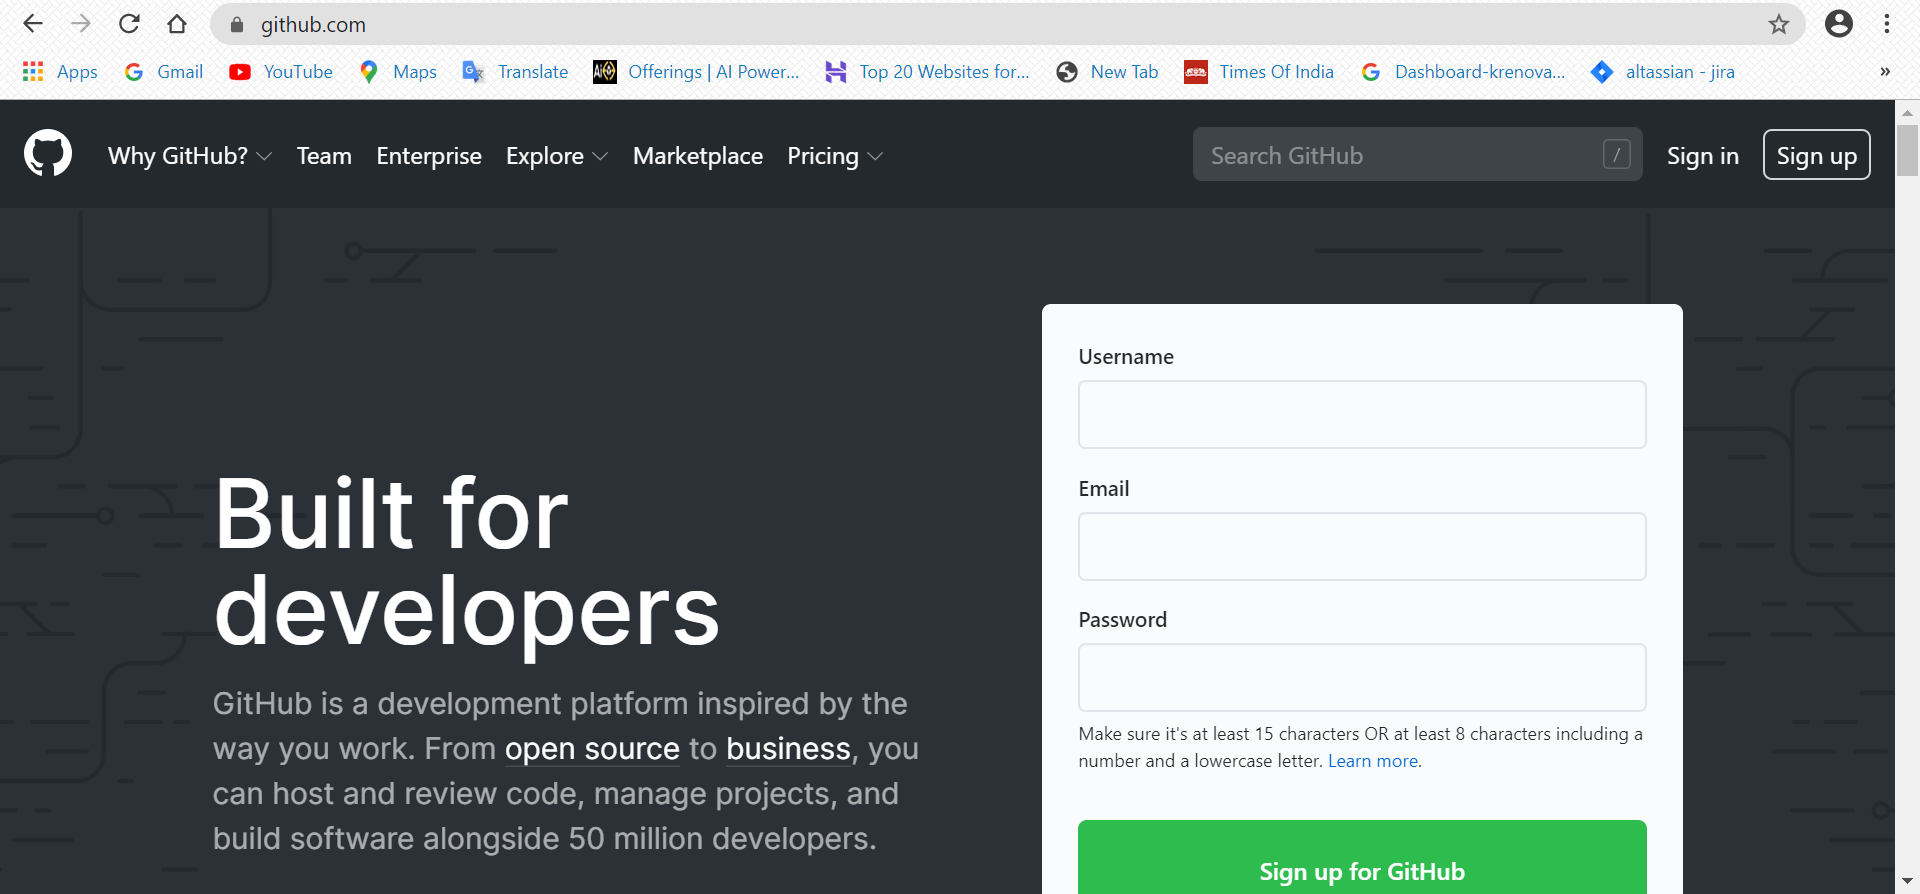 github.com
Apps Gmail YouTube Maps Translate Offerings | AI Power... Top 20 Websites for... New Tab Times Of India Dashboard-krenova... altassian - jira »
Why GitHub? Team Enterprise Explore Marketplace Pricing Search GitHub / Sign in Sign up
Built for
developers
GitHub is a development platform inspired by the
way you work. From open source to business, you
can host and review code, manage projects, and
build software alongside 50 million developers.
Username
Email
Password
Make sure it's at least 15 characters OR at least 8 characters including a
number and a lowercase letter. Learn more.
Sign up for GitHub